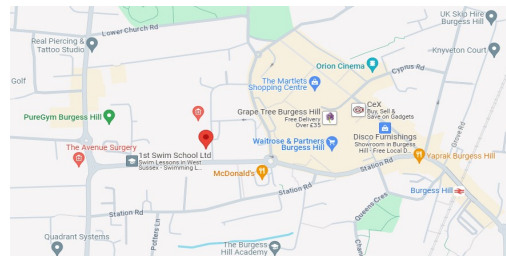 UK Skip Hire
Burgess Hill
Lower Church Rd
Real Piercing &
Tattoo Studio
Knyveton Court
Orion Cinema
Cyprus Rd
Golf
The Martlets
Shopping Centre
CeX
Buy, Sell &
Save on Gadgets
Grape Tree Burgess Hill
Free Delivery
Over £35
PureGym Burgess Hill
Grove Rd
Disco Furnishings
Showroom in Burgess
Hill - Free Local D...
Waitrose & Partners
Burgess Hill
The Avenue Surgery
1st Swim School Ltd
Swim Lessons in West
Sussex - Swimming L...
Yaprak Burgess Hill
McDonald's
Station Rd
Burgess Hill
Station Rd
Queens Cres
Station Rd
Potters Ln
Quadrant Systems
The Burgess
Hill Academy